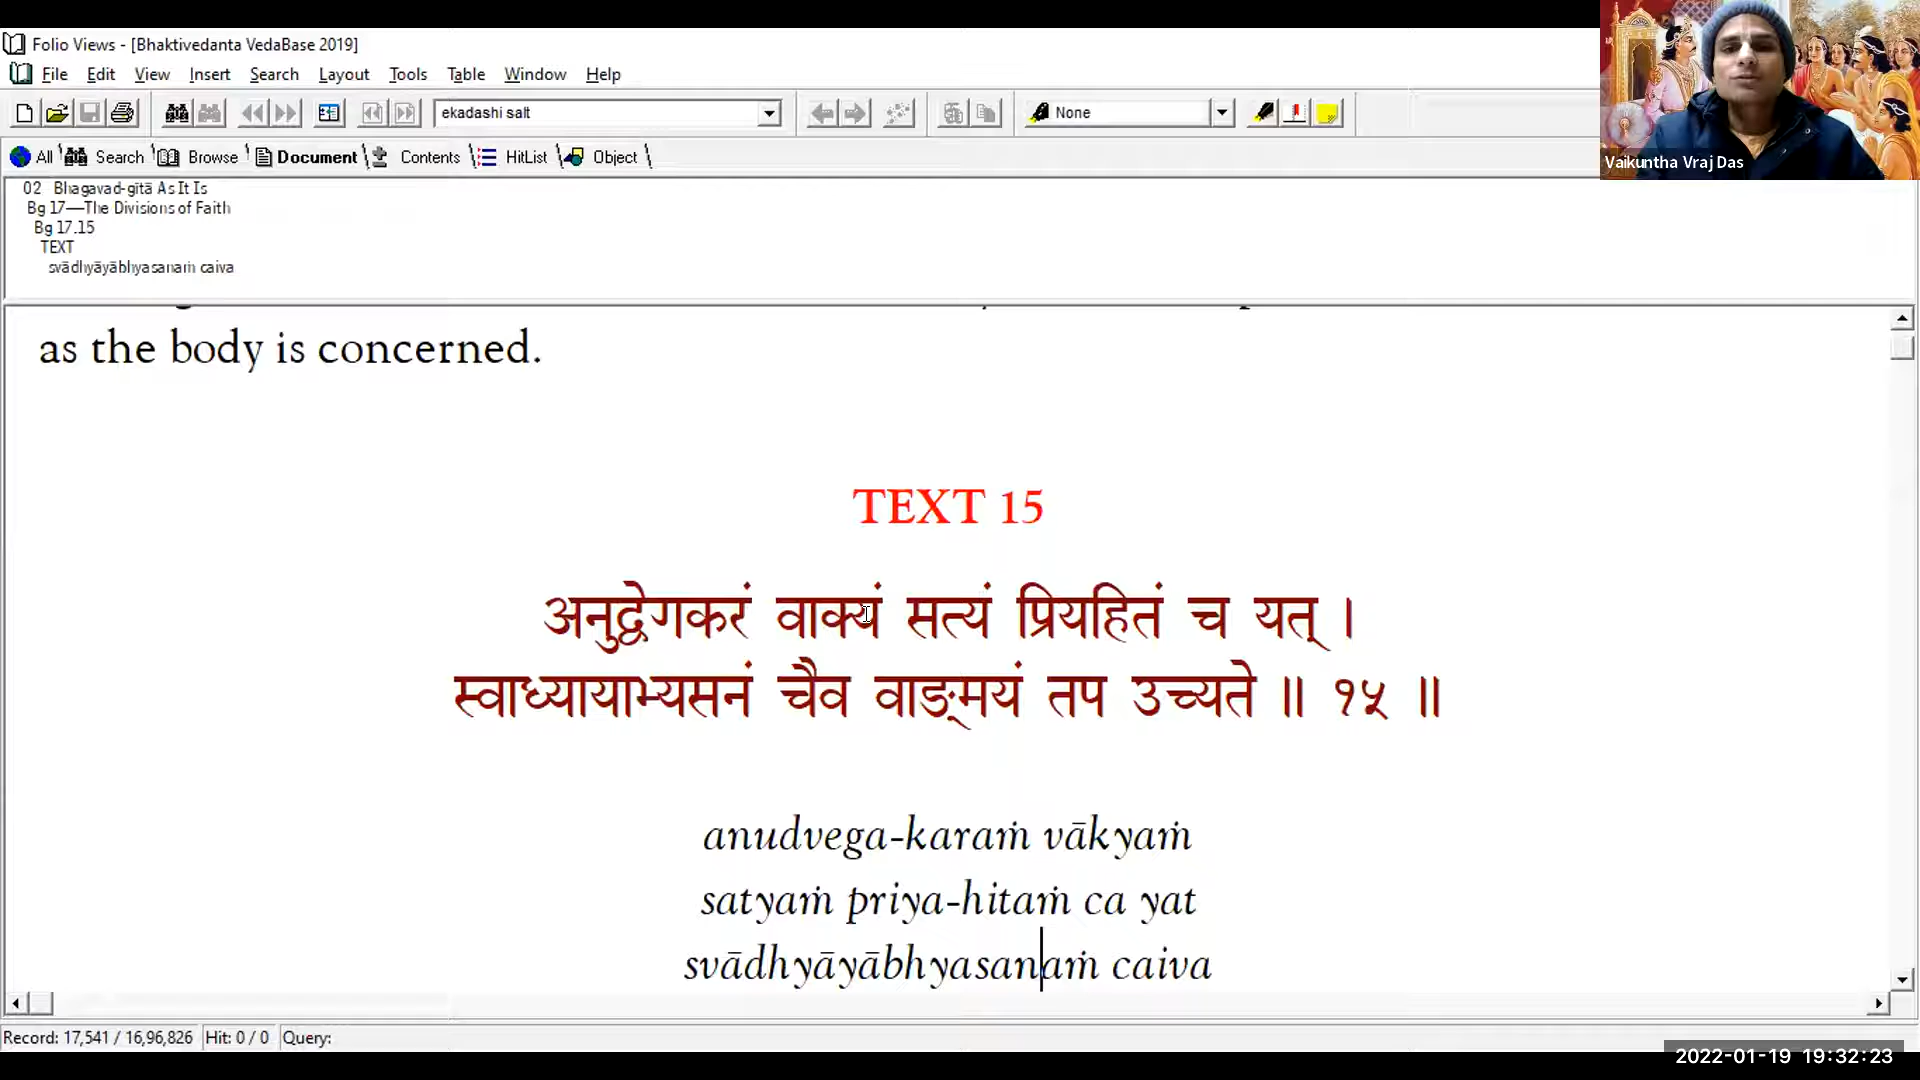 Folio Views - [Bhaktivedanta VedaBase 2019]
File Edit View Insert Search Layout Tools Table Window Help
ekadashi salt
None
All Search Browse Document Contents HitList Object
Vaikuntha Vraj Das
02 Bhagavad-gītā As It Is
Bg 17—The Divisions of Faith
Bg 17.15
TEXT
svādhyāyābhyasanaṁ caiva
as the body is concerned.
TEXT 15
अनुद्वेगकरं वाक्यं सत्यं प्रियहितं च यत् ।
स्वाध्यायाभ्यसनं चैव वाङ्‍मयं तप उच्यते ॥ १५ ॥
anudvega-karaṁ vākyaṁ
satyaṁ priya-hitaṁ ca yat
svādhyāyābhyasanaṁ caiva
Record: 17,541 / 16,96,826 Hit: 0 / 0 Query:
2022-01-19 19:32:23